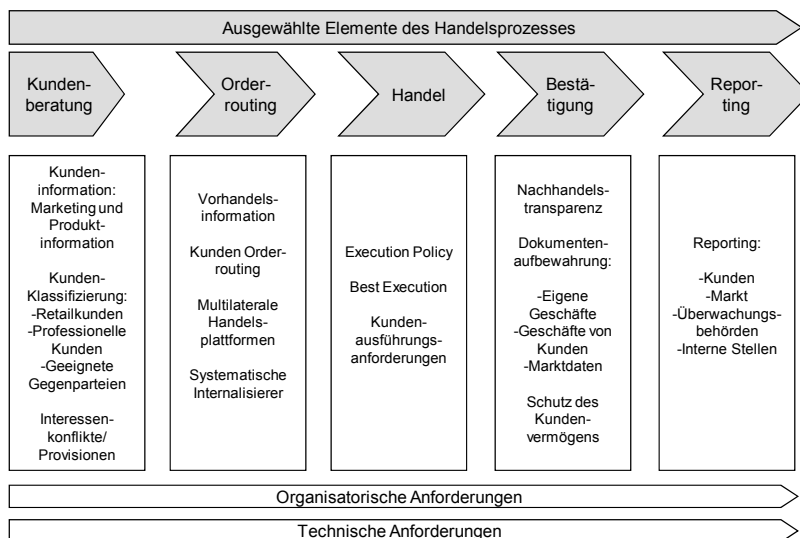 Ausgewählte Elemente des Handelsprozesses
Kunden-
beratung
Order-
routing
Handel
Bestä-
tigung
Repor-
ting
Kunden-
information:
Marketing und
Produkt-
information
Kunden-
Klassifizierung:
-Retailkunden
-Professionelle
Kunden
-Geeignete
Gegenparteien
Interessen-
konflikte/
Provisionen
Vorhandels-
information
Kunden Order-
routing
Multilaterale
Handels-
plattformen
Systematische
Internalisierer
Execution Policy
Best Execution
Kunden-
ausführungs-
anforderungen
Nachhandels-
transparenz
Dokumenten-
aufbewahrung:
-Eigene
Geschäfte
-Geschäfte von
Kunden
-Marktdaten
Schutz des
Kunden-
vermögens
Reporting:
-Kunden
-Markt
-Überwachungs-
behörden
-Interne Stellen
Organisatorische Anforderungen
Technische Anforderungen